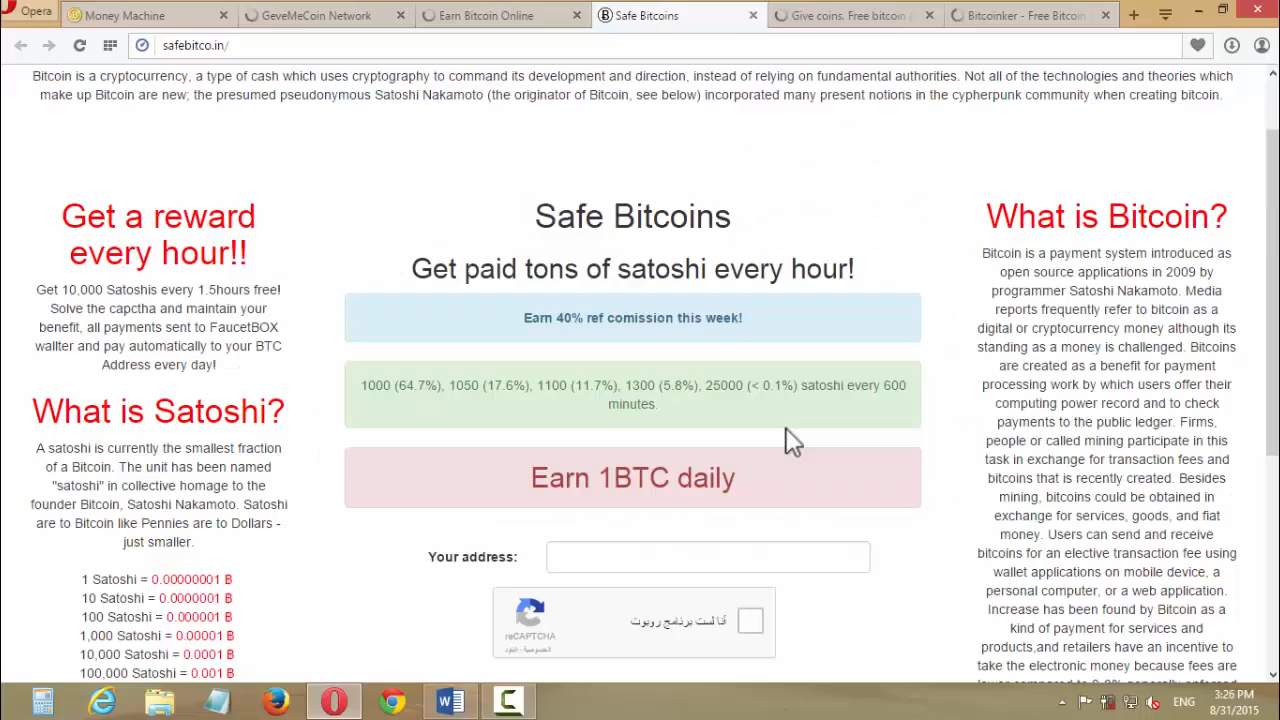 Opera
Money Machine
GeveMeCoin Network
Earn Bitcoin Online
Safe Bitcoins
Give coins. Free bitcoin
Bitcoinker - Free Bitcoin
safebitco.in/
Bitcoin is a cryptocurrency, a type of cash which uses cryptography to command its development and direction, instead of relying on fundamental authorities. Not all of the technologies and theories which
make up Bitcoin are new; the presumed pseudonymous Satoshi Nakamoto (the originator of Bitcoin, see below) incorporated many present notions in the cypherpunk community when creating bitcoin.
Get a reward
every hour!!
Get 10,000 Satoshis every 1.5hours free!
Solve the capctha and maintain your
benefit, all payments sent to FaucetBOX
wallter and pay automatically to your BTC
Address every day!
What is Satoshi?
A satoshi is currently the smallest fraction
of a Bitcoin. The unit has been named
"satoshi" in collective homage to the
founder Bitcoin, Satoshi Nakamoto. Satoshi
are to Bitcoin like Pennies are to Dollars -
just smaller.
1 Satoshi = 0.00000001 ฿
10 Satoshi = 0.0000001 ฿
100 Satoshi = 0.000001 ฿
1,000 Satoshi = 0.00001 ฿
10,000 Satoshi = 0.0001 ฿
100,000 Satoshi = 0.001 ฿
Safe Bitcoins
Get paid tons of satoshi every hour!
Earn 40% ref comission this week!
1000 (64.7%), 1050 (17.6%), 1100 (11.7%), 1300 (5.8%), 25000 (< 0.1%) satoshi every 600
minutes.
Earn 1BTC daily
Your address:
أنا لست برنامج روبوت
reCAPTCHA
الخصوصية - البنود
What is Bitcoin?
Bitcoin is a payment system introduced as
open source applications in 2009 by
programmer Satoshi Nakamoto. Media
reports frequently refer to bitcoin as a
digital or cryptocurrency money although its
standing as a money is challenged. Bitcoins
are created as a benefit for payment
processing work by which users offer their
computing power record and to check
payments to the public ledger. Firms,
people or called mining participate in this
task in exchange for transaction fees and
bitcoins that is recently created. Besides
mining, bitcoins could be obtained in
exchange for services, goods, and fiat
money. Users can send and receive
bitcoins for an elective transaction fee using
wallet applications on mobile device, a
personal computer, or a web application.
Increase has been found by Bitcoin as a
kind of payment for services and
products,and retailers have an incentive to
take the electronic money because fees are
ENG
3:26 PM
8/31/2015